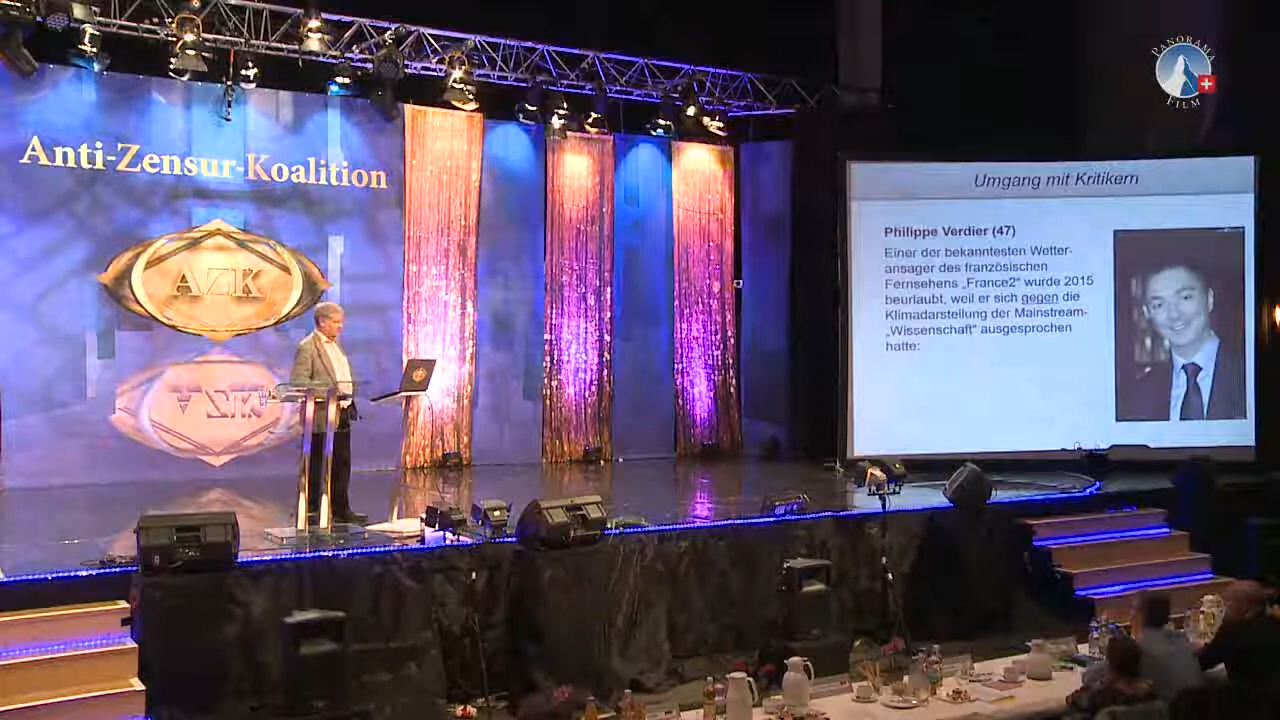 PANORAMA
FILM
Anti-Zensur-Koalition
AZK
Umgang mit Kritikern
Philippe Verdier (47)
Einer der bekanntesten Wetter-
ansager des französischen
Fernsehens „France2“ wurde 2015
beurlaubt, weil er sich gegen die
Klimadarstellung der Mainstream-
„Wissenschaft“ ausgesprochen
hatte: